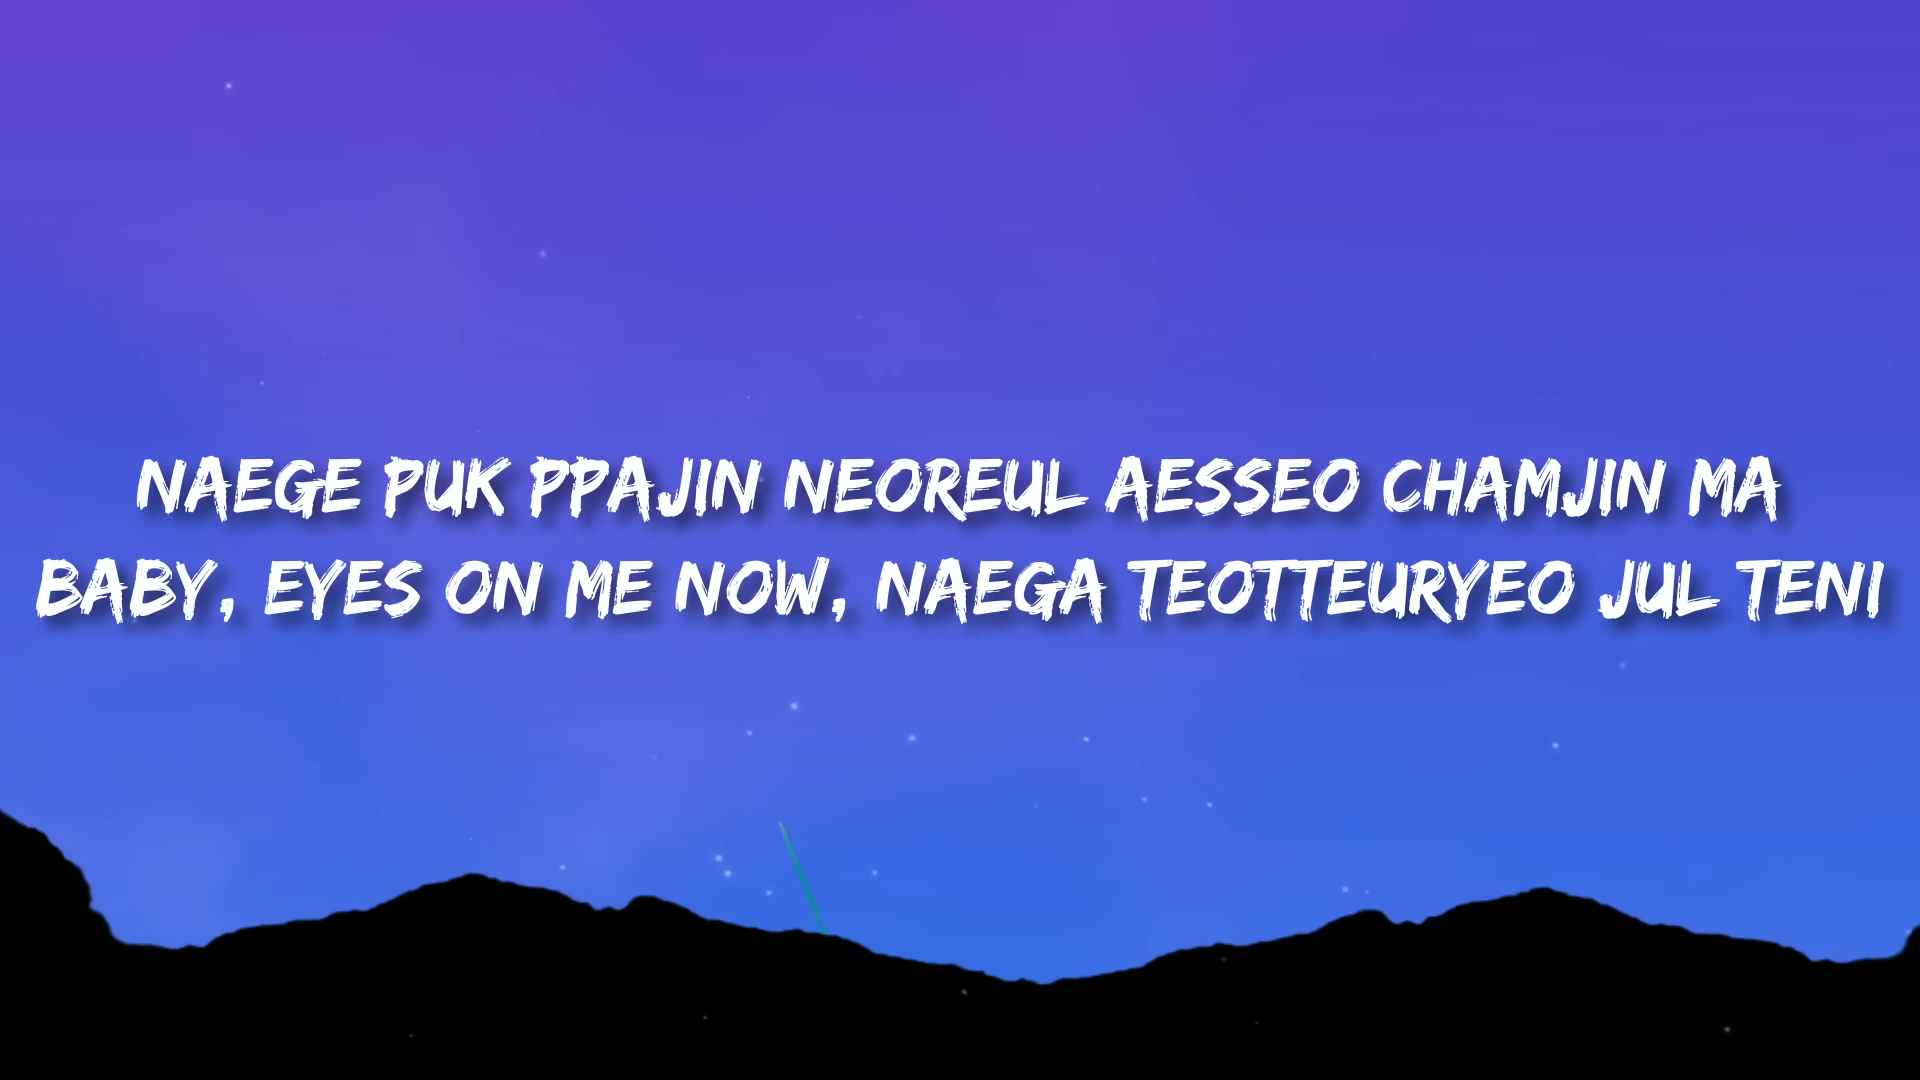 NAEGE PUK PPAJIN NEOREUL AESSEO CHAMJIN MA
BABY, EYES ON ME NOW, NAEGA TEOTTEURYEO JUL TENI